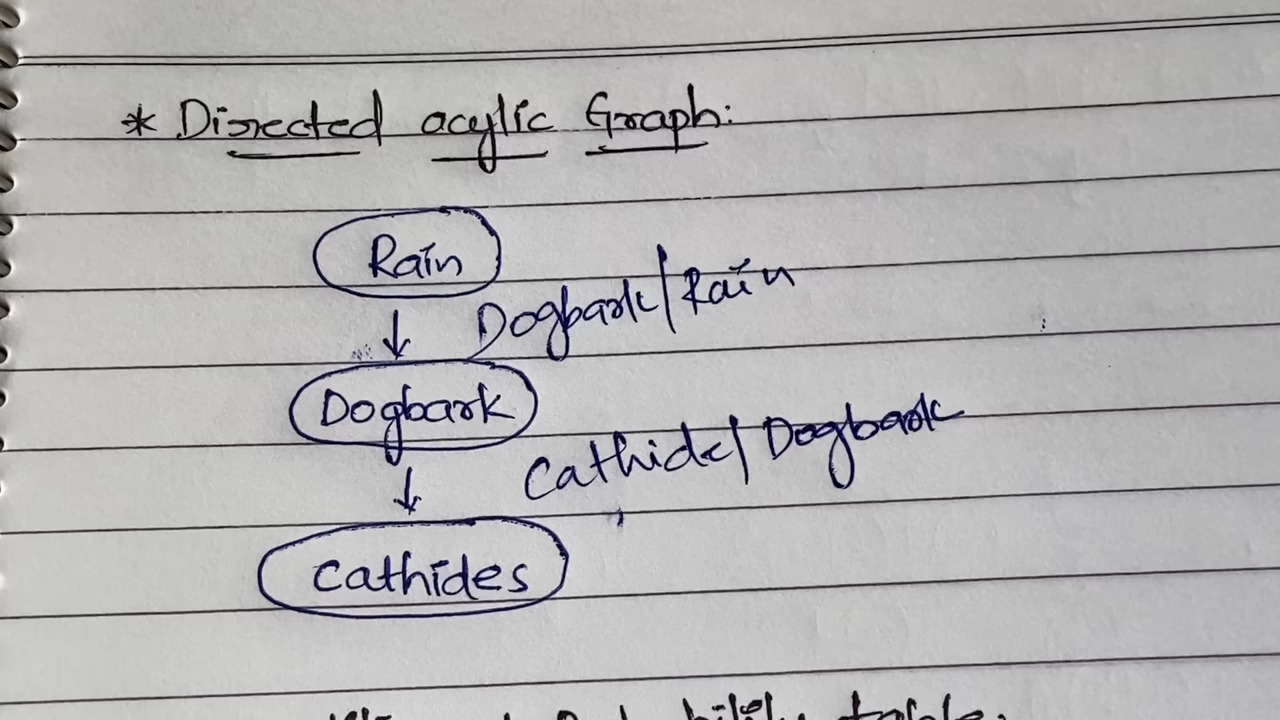 * Directed acylic Graph:
Rain
Dogbark/Rain
Dogbark
Cathide/Dogbark
Cathides